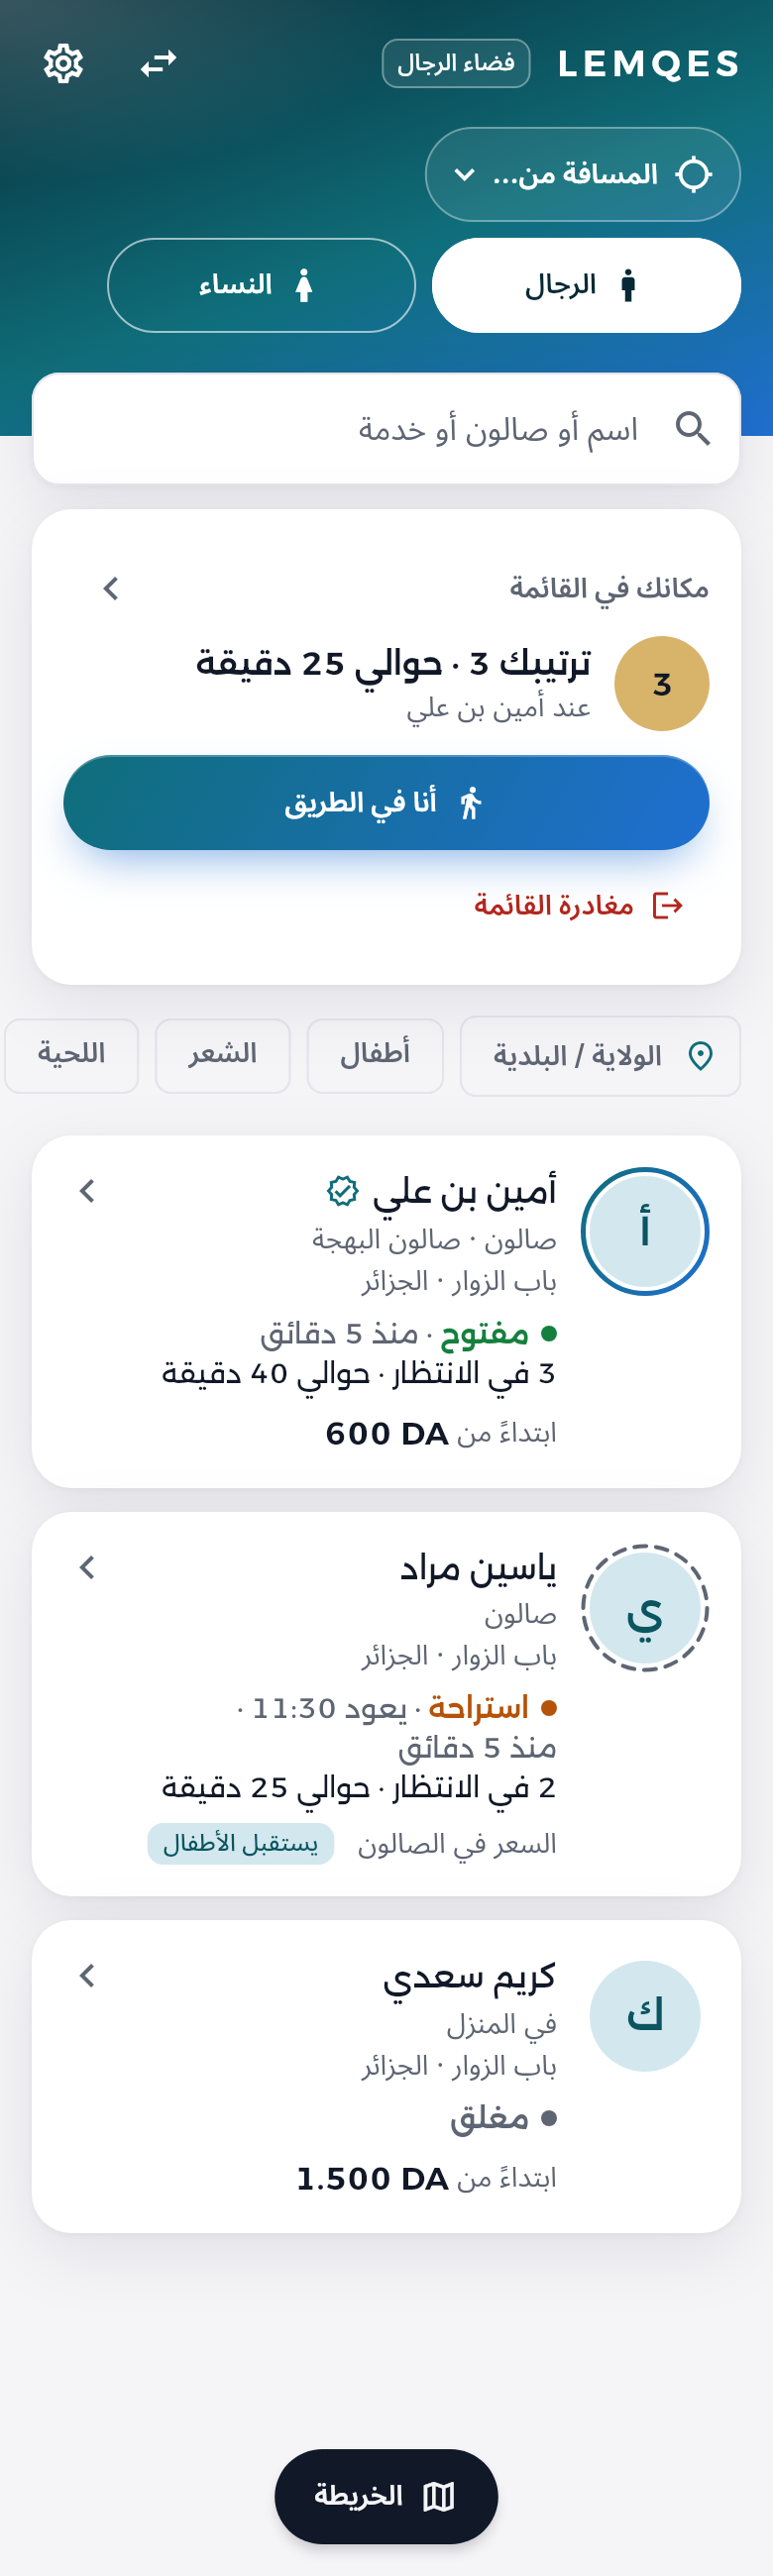 LEMQES
فضاء الرجال
المسافة من...
الرجال
النساء
اسم أو صالون أو خدمة
مكانك في القائمة
3
ترتيبك 3 · حوالي 25 دقيقة
عند أمين بن علي
أنا في الطريق
مغادرة القائمة
الولاية / البلدية
أطفال
الشعر
اللحية
أ
أمين بن علي
صالون · صالون البهجة
باب الزوار · الجزائر
مفتوح · منذ 5 دقائق
3 في الانتظار · حوالي 40 دقيقة
ابتداءً من 600 DA
ي
ياسين مراد
صالون
باب الزوار · الجزائر
استراحة · يعود 11:30 ·
منذ 5 دقائق
2 في الانتظار · حوالي 25 دقيقة
السعر في الصالون
يستقبل الأطفال
ك
كريم سعدي
في المنزل
باب الزوار · الجزائر
مغلق
ابتداءً من 1.500 DA
الخريطة